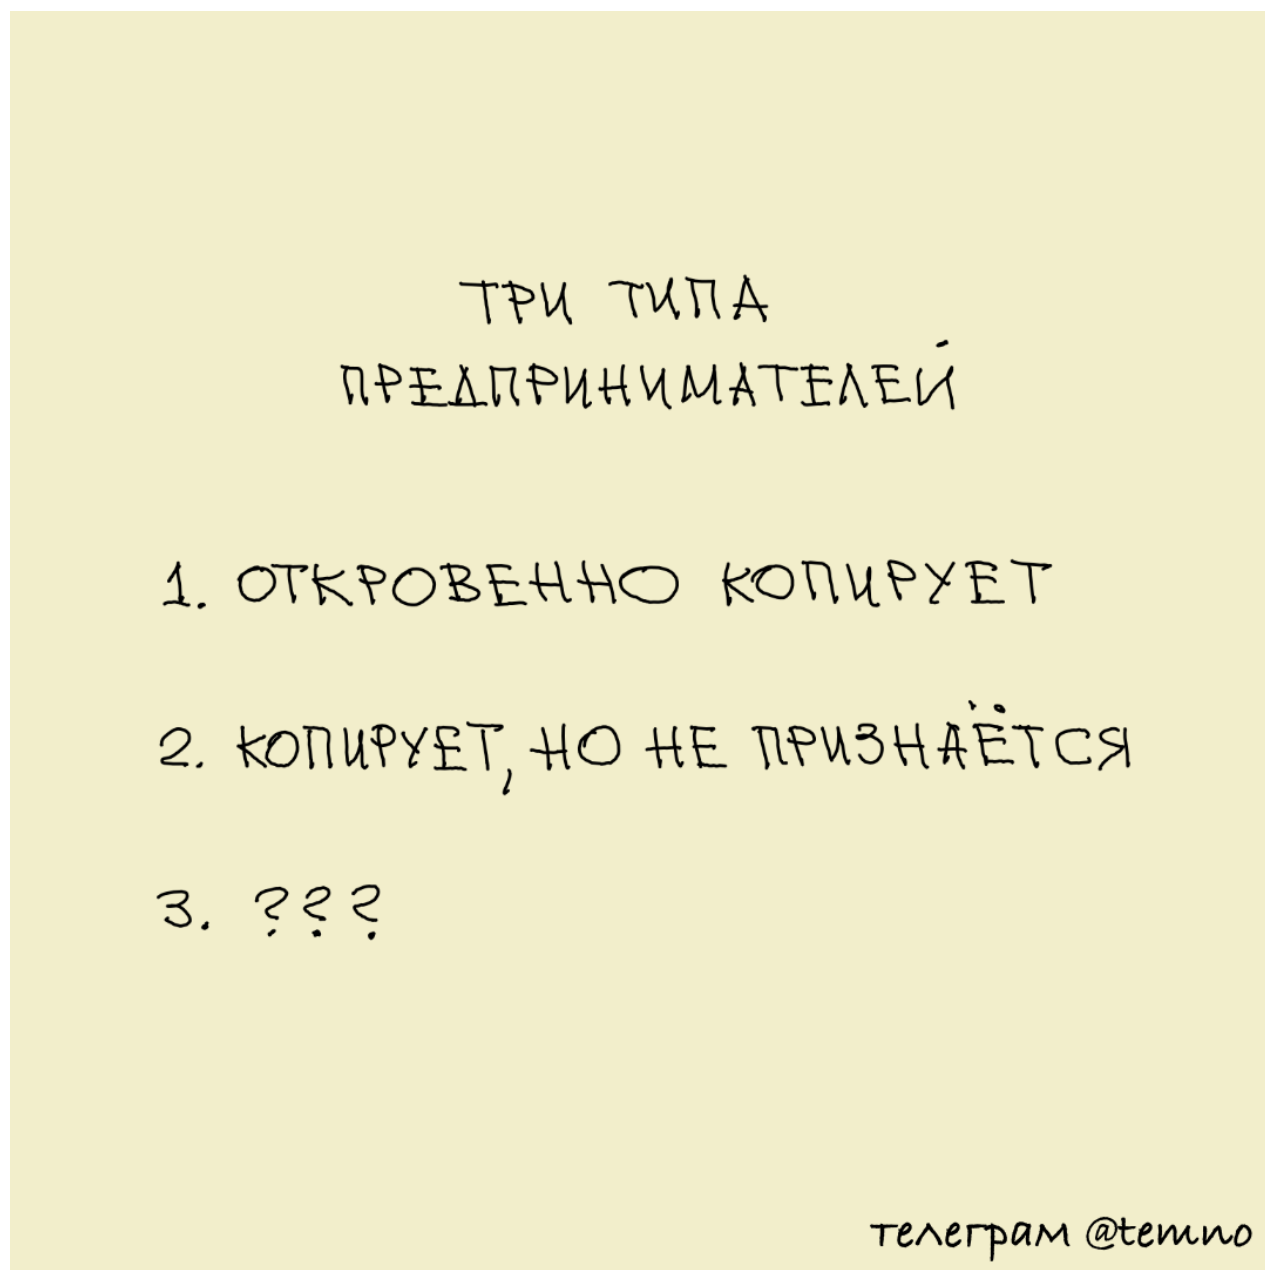 ТРИ ТИПА
ПРЕДПРИНИМАТЕЛЕЙ
1. ОТКРОВЕННО КОПИРУЕТ
2. КОПИРУЕТ, НО НЕ ПРИЗНАЁТСЯ
3. ???
телеграм @temno